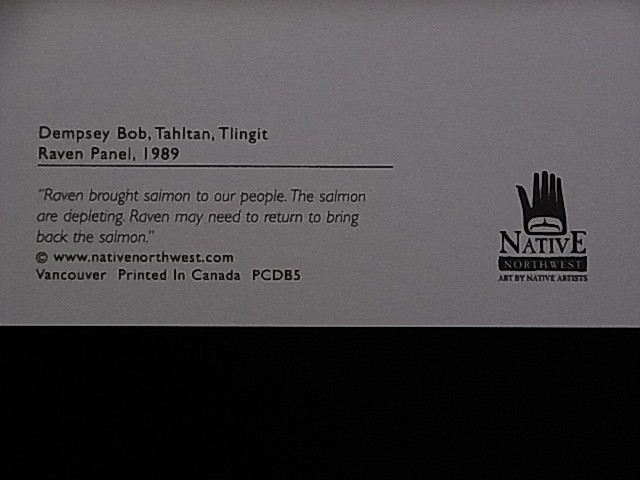 Dempsey Bob, Tahltan, Tlingit
Raven Panel, 1989
"Raven brought salmon to our people. The salmon
are depleting. Raven may need to return to bring
back the salmon."
© www.nativenorthwest.com
Vancouver Printed In Canada PCDB5
NATIVE
NORTHWEST
ART BY NATIVE ARTISTS